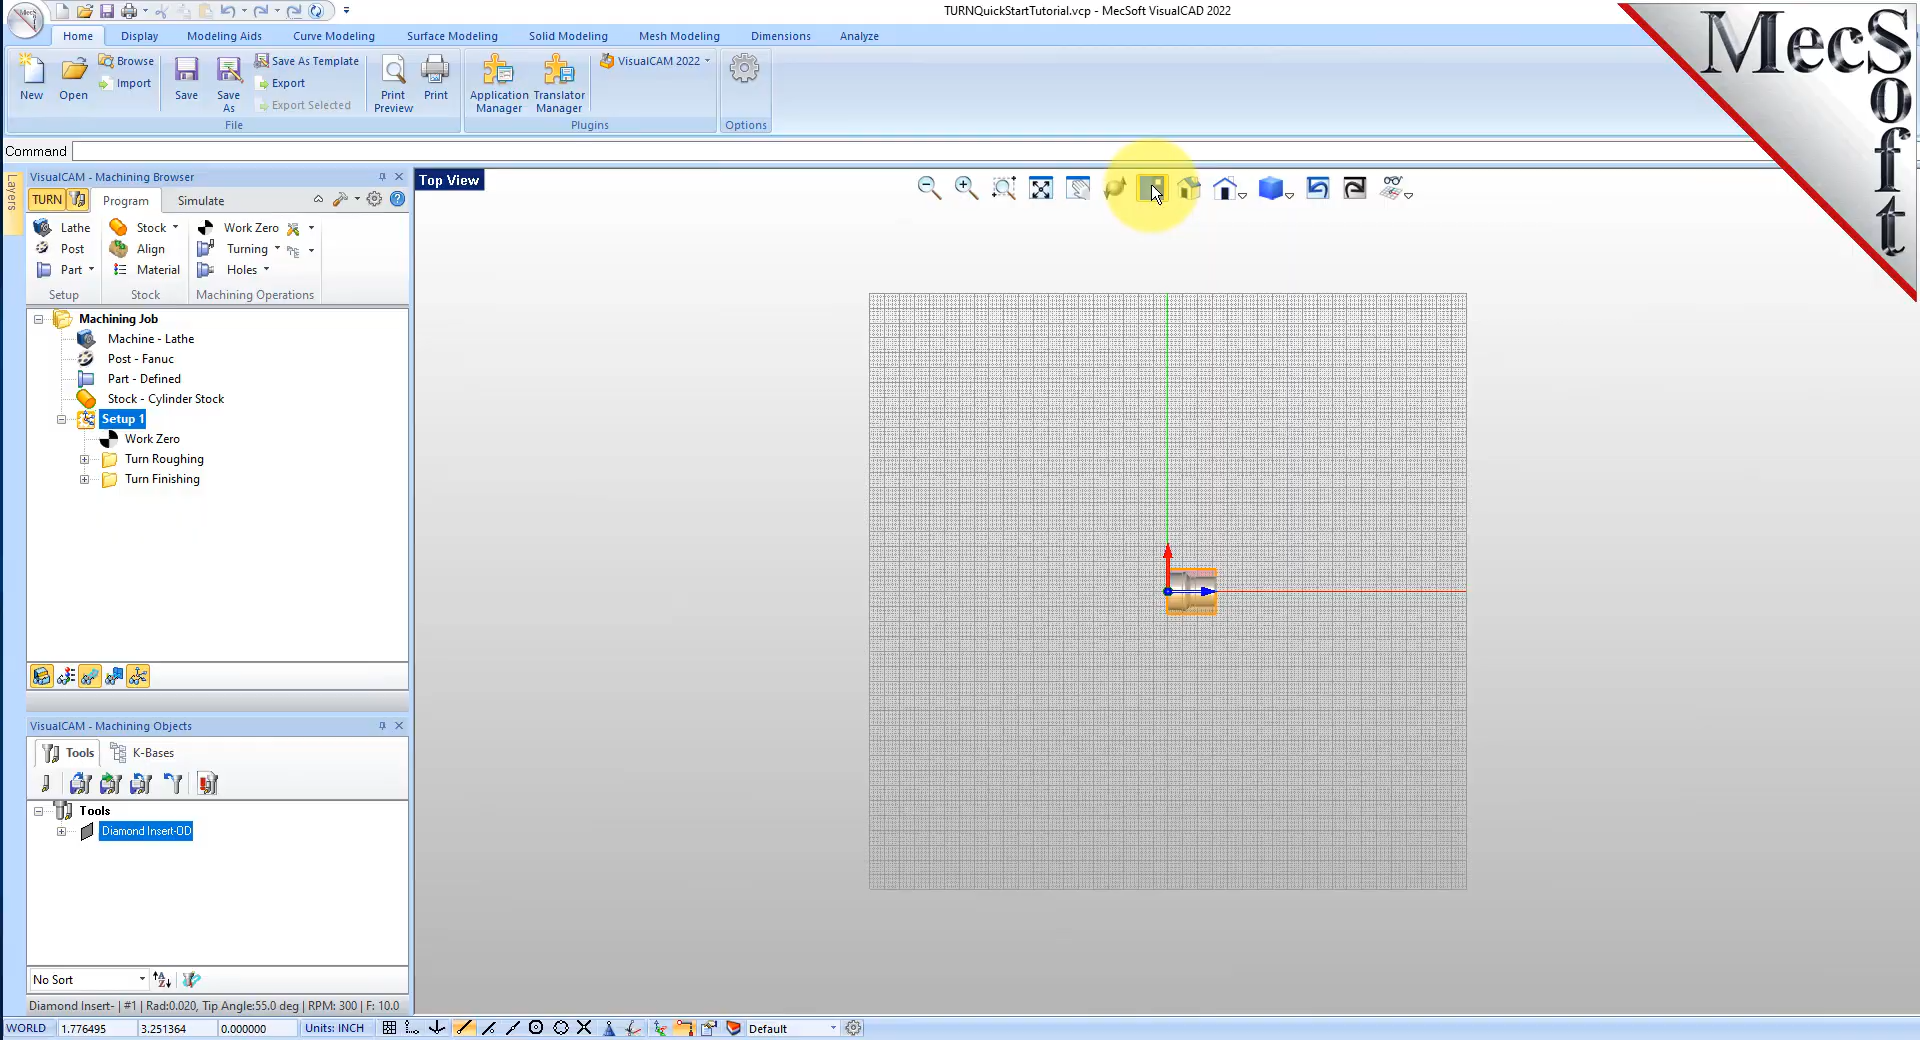 TURNQuickStartTutorial.vcp - MecSoft VisualCAD 2022
Home Display Modeling Aids Curve Modeling Surface Modeling Solid Modeling Mesh Modeling Dimensions Analyze
New
Open
Browse
Import
Save
Save As
Save As Template
Export
Export Selected
Print Preview
Print
Application Manager
Translator Manager
VisualCAM 2022
File
Plugins
Options
MecSoft
Command
Layers
VisualCAM - Machining Browser
TURN Program Simulate
Lathe Stock Work Zero
Post Align Turning
Part Material Holes
Setup Stock Machining Operations
Machining Job
Machine - Lathe
Post - Fanuc
Part - Defined
Stock - Cylinder Stock
Setup 1
Work Zero
Turn Roughing
Turn Finishing
VisualCAM - Machining Objects
Tools K-Bases
Tools
Diamond Insert-OD
No Sort
Diamond Insert- | #1 | Rad:0.020, Tip Angle:55.0 deg | RPM: 300 | F: 10.0
Top View
WORLD 1.776495 3.251364 0.000000 Units: INCH Default